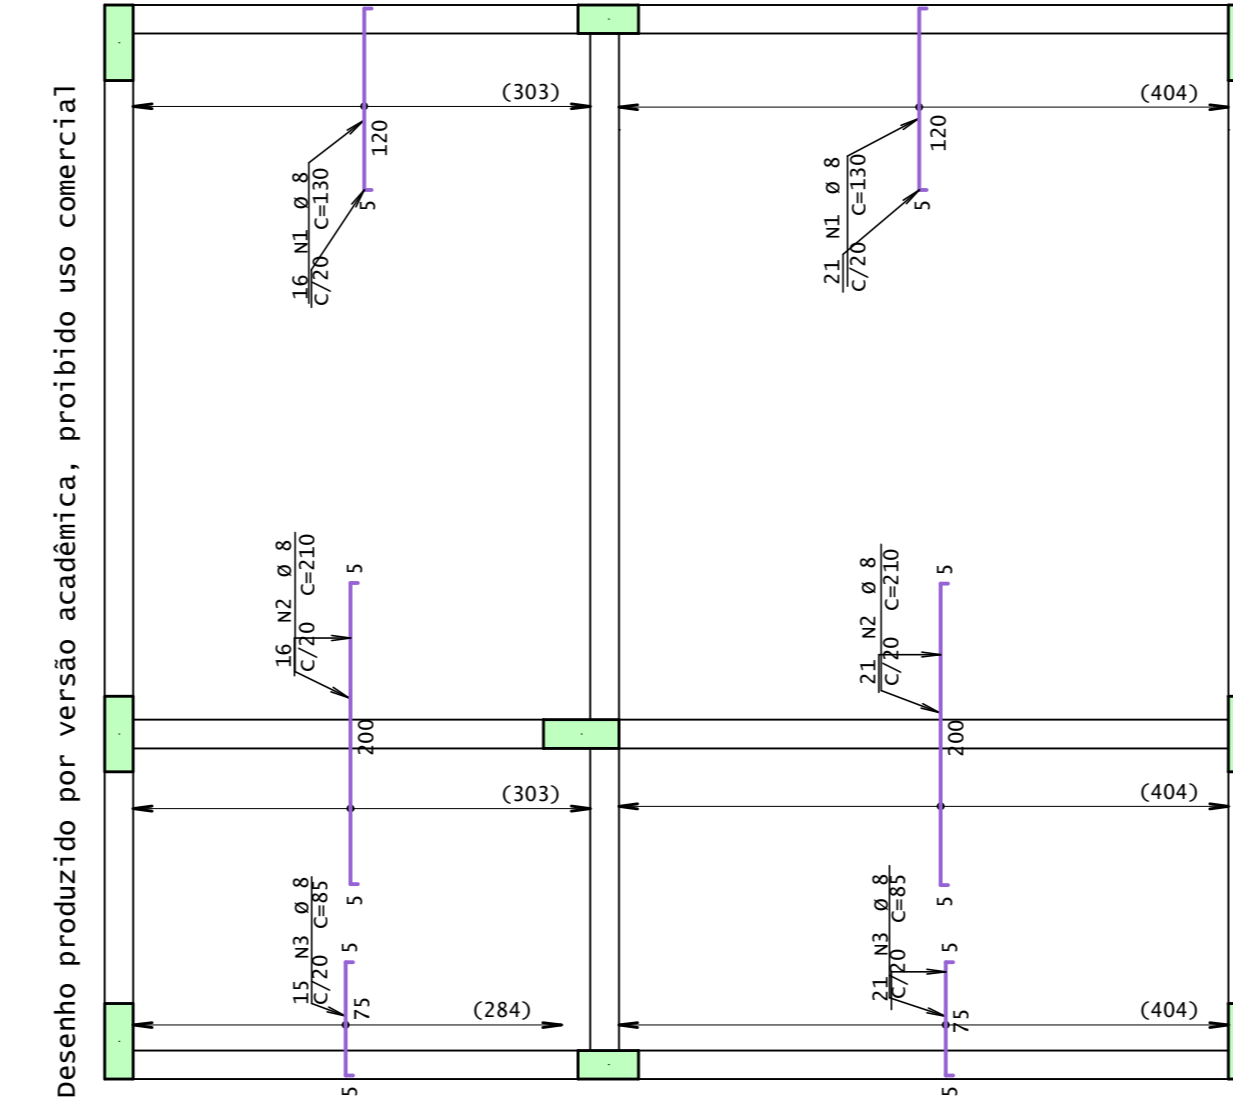 Desenho produzido por versão acadêmica, proibido uso comercial
(303)
120
5
16 N1 Ø 8
C/20 C=130
(404)
120
5
21 N1 Ø 8
C/20 C=130
5
16 N2 Ø 8
C/20 C=210
200
5
(303)
5
21 N2 Ø 8
C/20 C=210
200
5
(404)
5
15 N3 Ø 8
C/20 C=85
75
5
(284)
5
21 N3 Ø 8
C/20 C=85
75
5
(404)